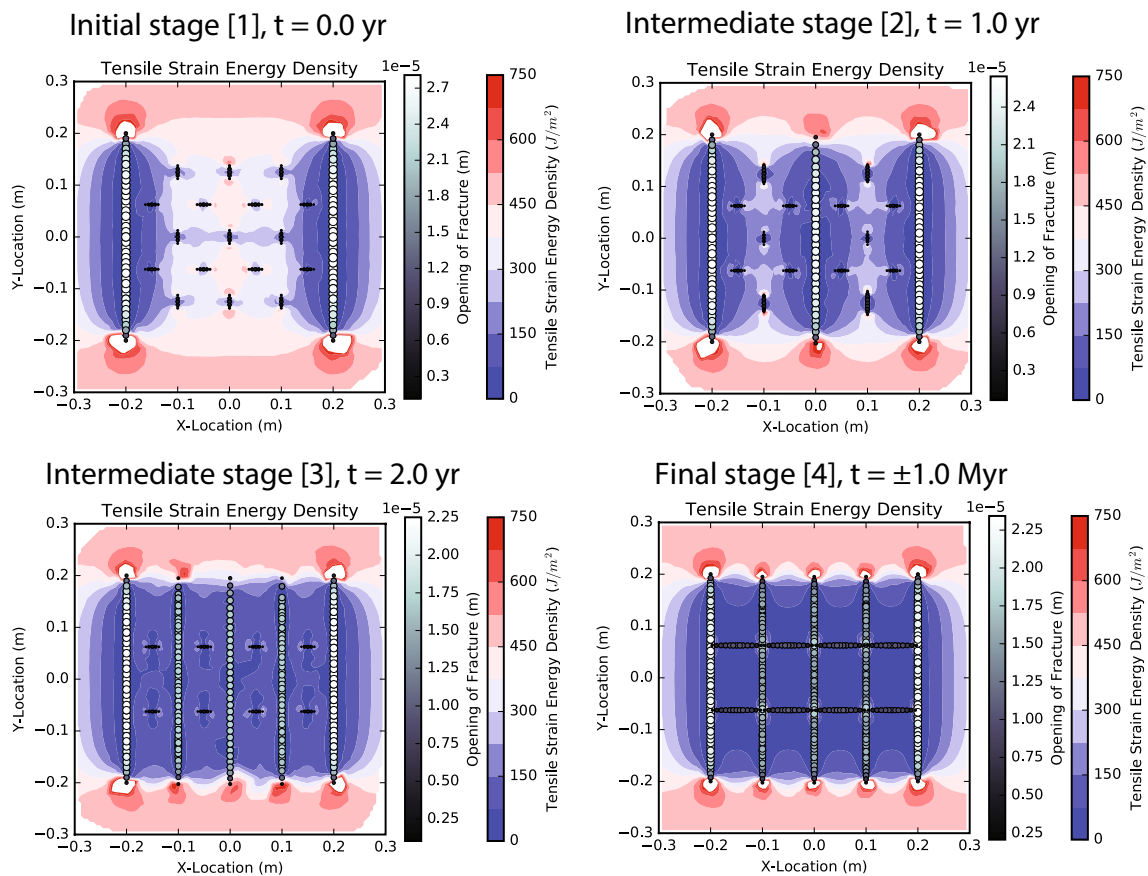 Initial stage [1], t = 0.0 yr
Tensile Strain Energy Density
1e−5
0.3
0.2
0.1
0.0
−0.1
−0.2
−0.3
Y-Location (m)
−0.3 −0.2 −0.1 0.0 0.1 0.2 0.3
X-Location (m)
2.7
2.4
2.1
1.8
1.5
1.2
0.9
0.6
0.3
Opening of Fracture (m)
750
600
450
300
150
0
Tensile Strain Energy Density (J/m²)
Intermediate stage [2], t = 1.0 yr
Tensile Strain Energy Density
1e−5
0.3
0.2
0.1
0.0
−0.1
−0.2
−0.3
Y-Location (m)
−0.3 −0.2 −0.1 0.0 0.1 0.2 0.3
X-Location (m)
2.4
2.1
1.8
1.5
1.2
0.9
0.6
0.3
Opening of Fracture (m)
750
600
450
300
150
0
Tensile Strain Energy Density (J/m²)
Intermediate stage [3], t = 2.0 yr
Tensile Strain Energy Density
1e−5
0.3
0.2
0.1
0.0
−0.1
−0.2
−0.3
Y-Location (m)
−0.3 −0.2 −0.1 0.0 0.1 0.2 0.3
X-Location (m)
2.25
2.00
1.75
1.50
1.25
1.00
0.75
0.50
0.25
Opening of Fracture (m)
750
600
450
300
150
0
Tensile Strain Energy Density (J/m²)
Final stage [4], t = ±1.0 Myr
Tensile Strain Energy Density
1e−5
0.3
0.2
0.1
0.0
−0.1
−0.2
−0.3
Y-Location (m)
−0.3 −0.2 −0.1 0.0 0.1 0.2 0.3
X-Location (m)
2.25
2.00
1.75
1.50
1.25
1.00
0.75
0.50
0.25
Opening of Fracture (m)
750
600
450
300
150
0
Tensile Strain Energy Density (J/m²)